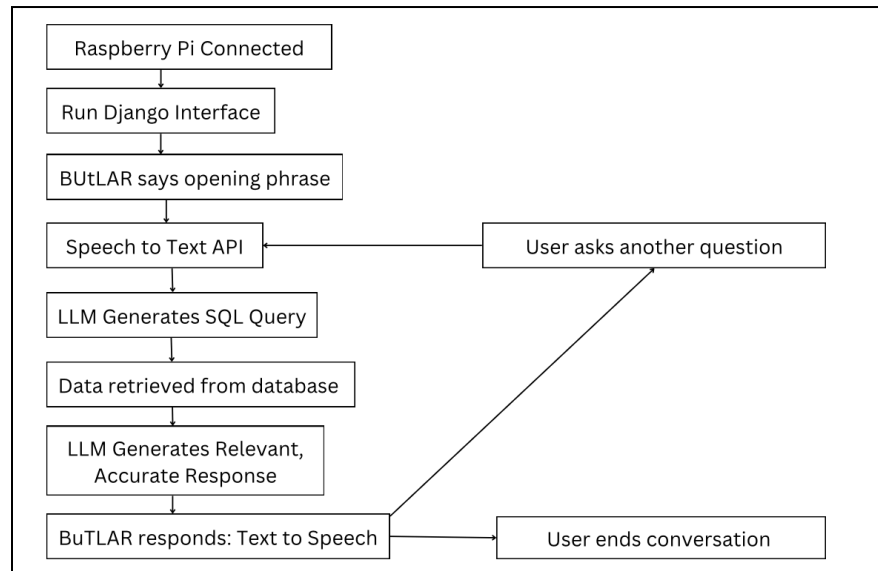 Raspberry Pi Connected
Run Django Interface
BUtLAR says opening phrase
Speech to Text API
User asks another question
LLM Generates SQL Query
Data retrieved from database
LLM Generates Relevant,
Accurate Response
BuTLAR responds: Text to Speech
User ends conversation